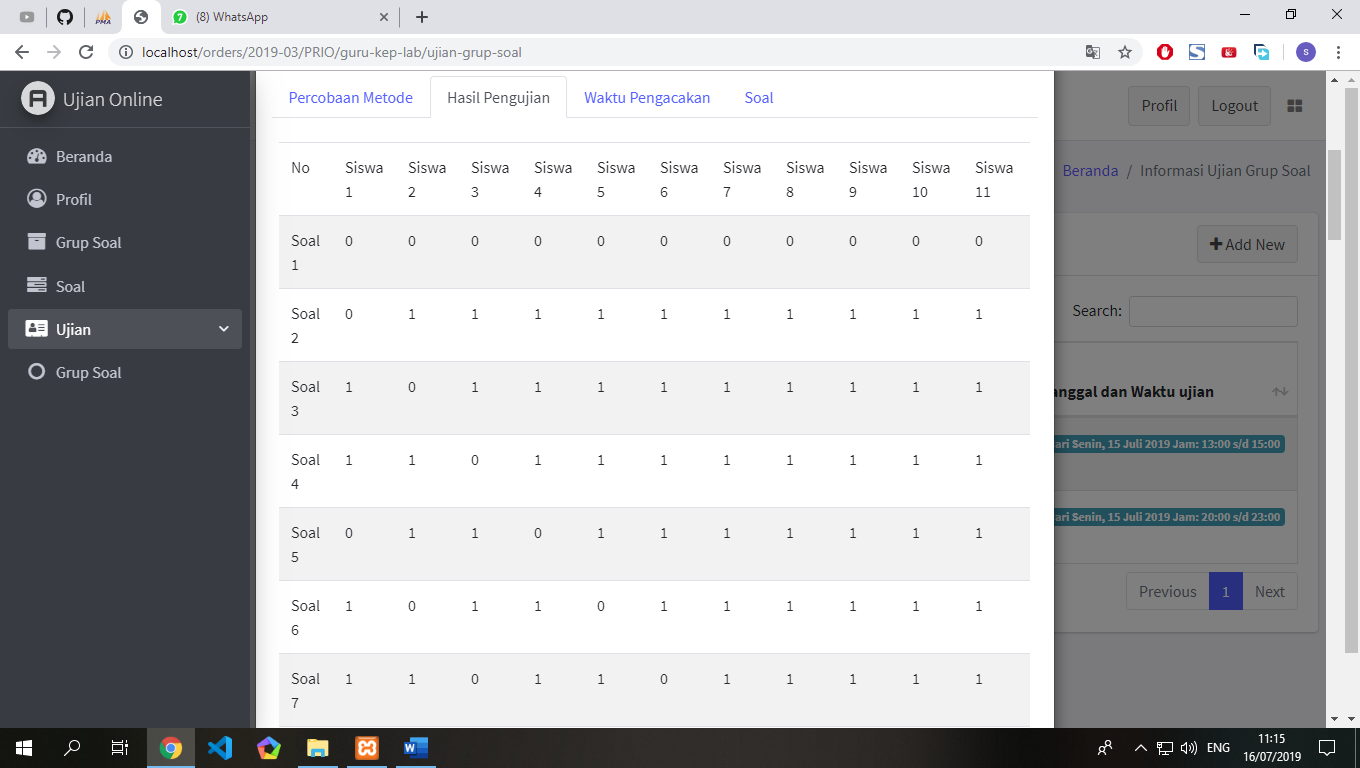 (8) WhatsApp
localhost/orders/2019-03/PRIO/guru-kep-lab/ujian-grup-soal
Ujian Online
Beranda
Profil
Grup Soal
Soal
Ujian
Grup Soal
Percobaan Metode Hasil Pengujian Waktu Pengacakan Soal
No Siswa 1 Siswa 2 Siswa 3 Siswa 4 Siswa 5 Siswa 6 Siswa 7 Siswa 8 Siswa 9 Siswa 10 Siswa 11
Soal 1 0 0 0 0 0 0 0 0 0 0 0
Soal 2 0 1 1 1 1 1 1 1 1 1 1
Soal 3 1 0 1 1 1 1 1 1 1 1 1
Soal 4 1 1 0 1 1 1 1 1 1 1 1
Soal 5 0 1 1 0 1 1 1 1 1 1 1
Soal 6 1 0 1 1 0 1 1 1 1 1 1
Soal 7 1 1 0 1 1 0 1 1 1 1 1
Profil Logout
Beranda / Informasi Ujian Grup Soal
Add New
Search:
anggal dan Waktu ujian
ari Senin, 15 Juli 2019 Jam: 13:00 s/d 15:00
ari Senin, 15 Juli 2019 Jam: 20:00 s/d 23:00
Previous 1 Next
ENG
11:15
16/07/2019